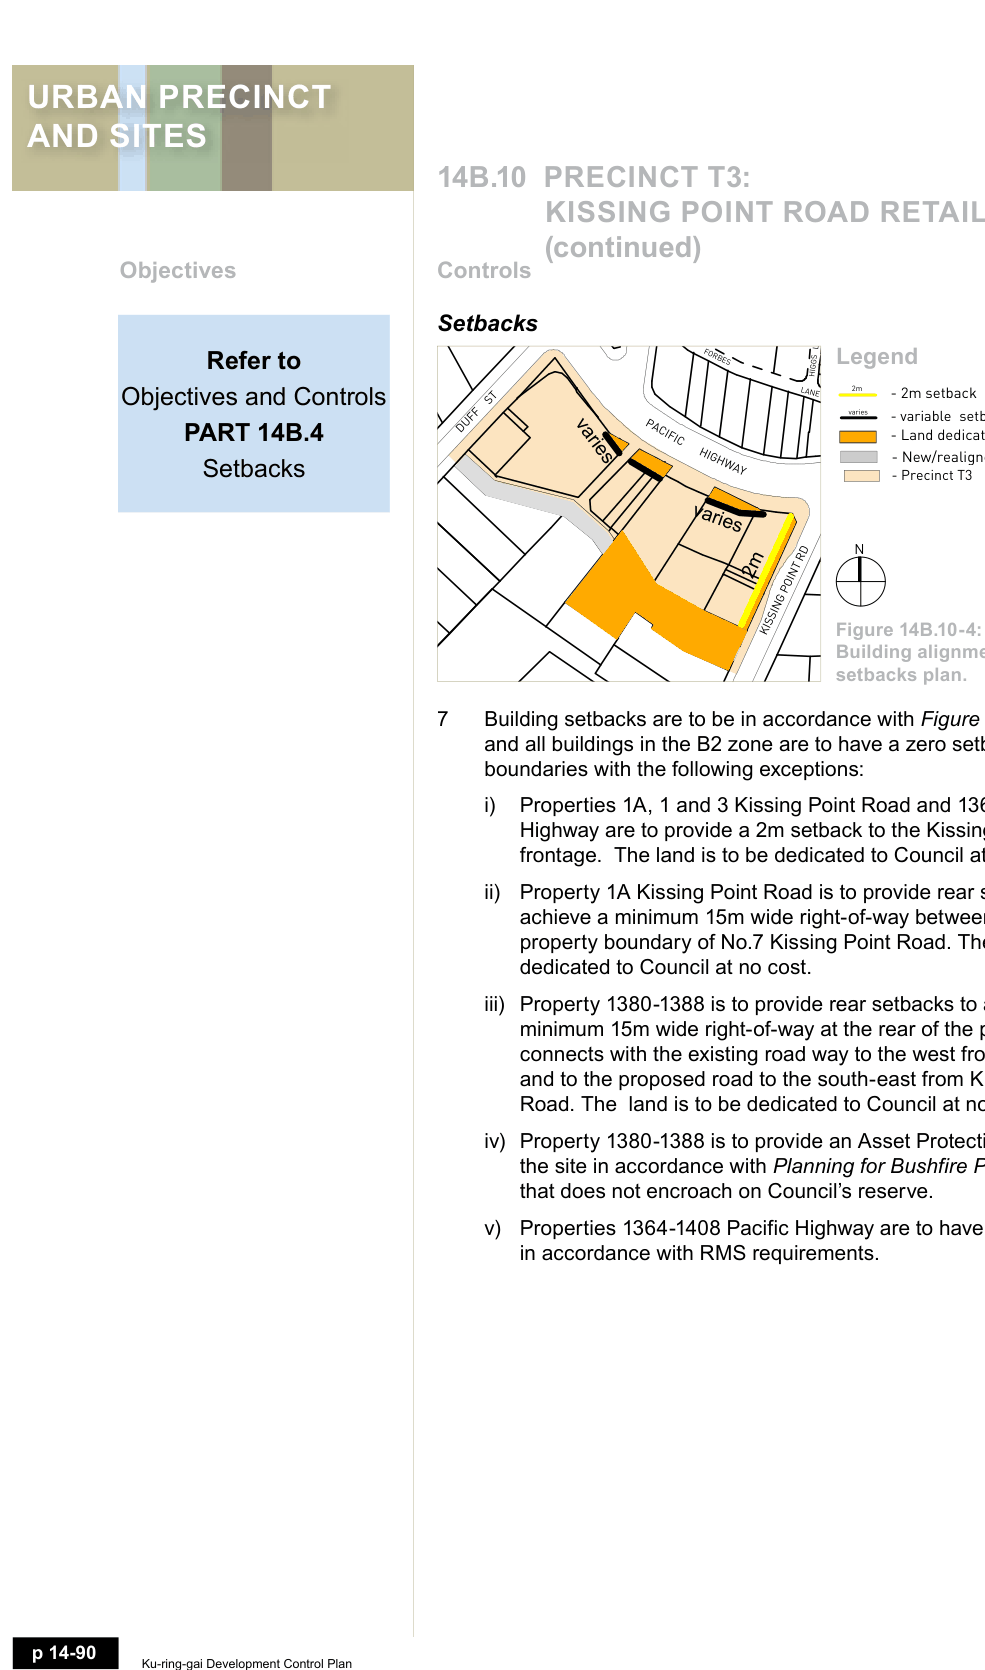 URBAN PRECINCT
AND SITES
14B.10 PRECINCT T3:
KISSING POINT ROAD RETAIL
(continued)
Objectives
Controls
Refer to
Objectives and Controls
PART 14B.4
Setbacks
Setbacks
DUFF ST
FORBES
LANE
HIGGS
PACIFIC
HIGHWAY
varies
varies
2m
KISSING POINT RD
Legend
2m
- 2m setback
varies
- variable setb
- Land dedicat
- New/realign
- Precinct T3
N
Figure 14B.10-4:
Building alignme
setbacks plan.
7 Building setbacks are to be in accordance with Figure
and all buildings in the B2 zone are to have a zero setb
boundaries with the following exceptions:
i) Properties 1A, 1 and 3 Kissing Point Road and 136
Highway are to provide a 2m setback to the Kissing
frontage. The land is to be dedicated to Council at
ii) Property 1A Kissing Point Road is to provide rear s
achieve a minimum 15m wide right-of-way between
property boundary of No.7 Kissing Point Road. The
dedicated to Council at no cost.
iii) Property 1380-1388 is to provide rear setbacks to a
minimum 15m wide right-of-way at the rear of the p
connects with the existing road way to the west fro
and to the proposed road to the south-east from K
Road. The land is to be dedicated to Council at no
iv) Property 1380-1388 is to provide an Asset Protecti
the site in accordance with Planning for Bushfire P
that does not encroach on Council's reserve.
v) Properties 1364-1408 Pacific Highway are to have
in accordance with RMS requirements.
p 14-90
Ku-ring-gai Development Control Plan